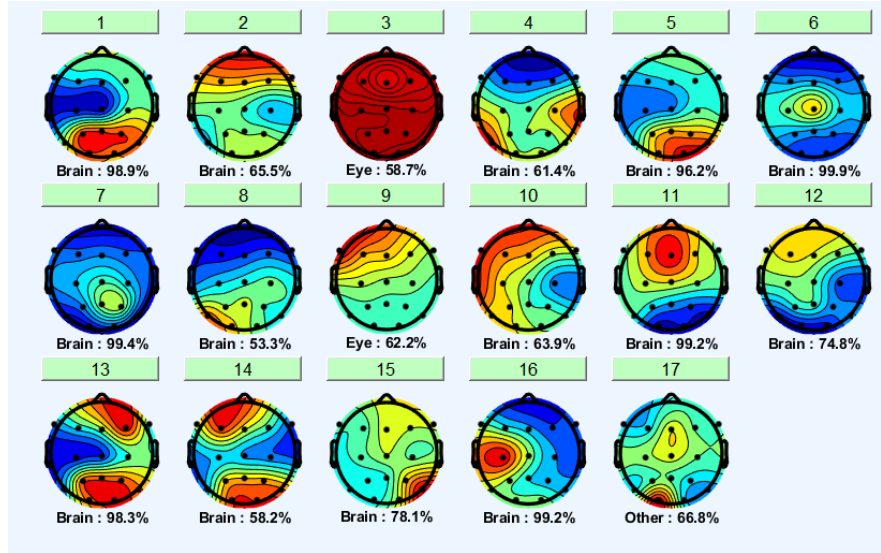 1 2 3 4 5 6
Brain : 98.9% Brain : 65.5% Eye : 58.7% Brain : 61.4% Brain : 96.2% Brain : 99.9%
7 8 9 10 11 12
Brain : 99.4% Brain : 53.3% Eye : 62.2% Brain : 63.9% Brain : 99.2% Brain : 74.8%
13 14 15 16 17
Brain : 98.3% Brain : 58.2% Brain : 78.1% Brain : 99.2% Other : 66.8%